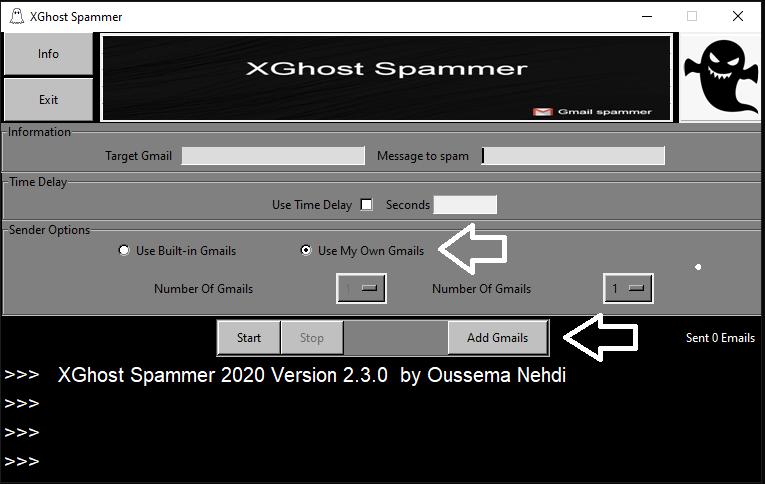 XGhost Spammer
Info
XGhost Spammer
Gmail spammer
Exit
Information
Target Gmail Message to spam
Time Delay
Use Time Delay Seconds
Sender Options
Use Built-in Gmails Use My Own Gmails
Number Of Gmails 1 Number Of Gmails 1
Start Stop Add Gmails Sent 0 Emails
>>> XGhost Spammer 2020 Version 2.3.0 by Oussema Nehdi
>>>
>>>
>>>